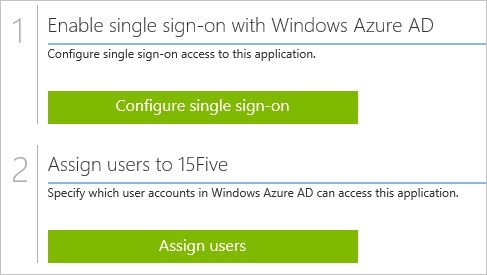 1
Enable single sign-on with Windows Azure AD
Configure single sign-on access to this application.
Configure single sign-on
2
Assign users to 15Five
Specify which user accounts in Windows Azure AD can access this application.
Assign users